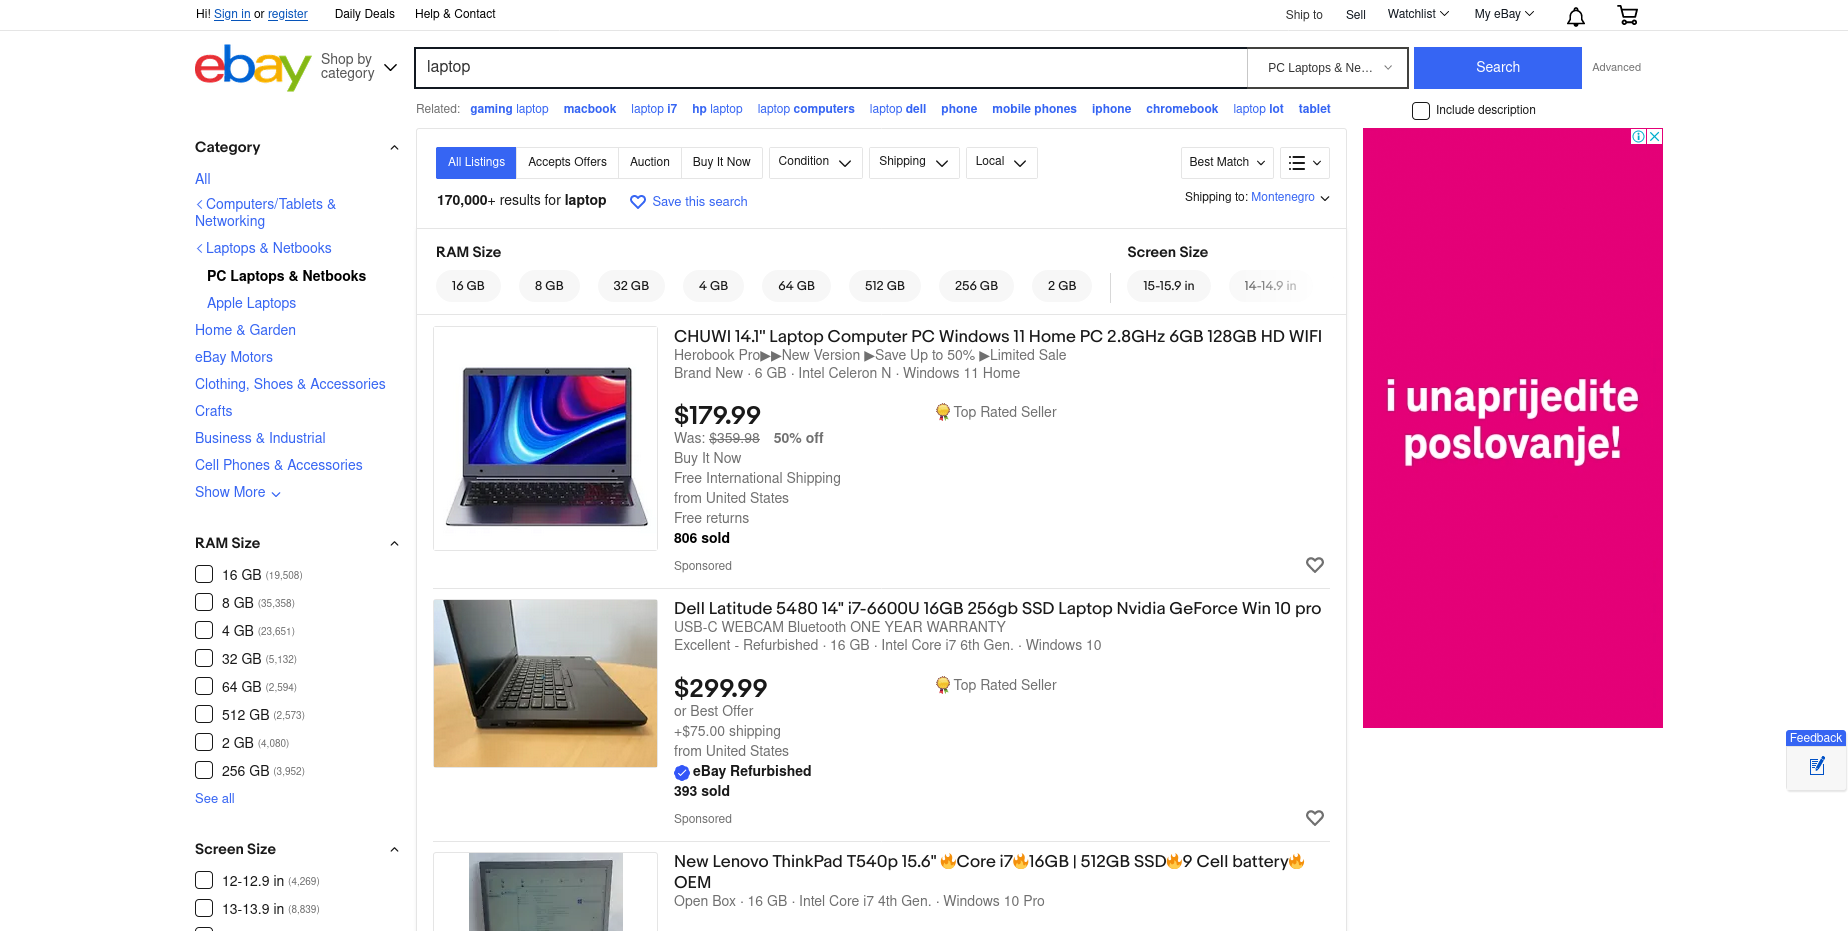 Hi! Sign in or register
Daily Deals
Help & Contact
Ship to
Sell
Watchlist
My eBay
ebay
Shop by
category
laptop
PC Laptops & Ne...
Search
Advanced
Related: gaming laptop macbook laptop i7 hp laptop laptop computers laptop dell phone mobile phones iphone chromebook laptop lot tablet
Include description
Category
All
Computers/Tablets &
Networking
Laptops & Netbooks
PC Laptops & Netbooks
Apple Laptops
Home & Garden
eBay Motors
Clothing, Shoes & Accessories
Crafts
Business & Industrial
Cell Phones & Accessories
Show More
RAM Size
16 GB (19,508)
8 GB (35,358)
4 GB (23,651)
32 GB (5,132)
64 GB (2,594)
512 GB (2,573)
2 GB (4,080)
256 GB (3,952)
See all
Screen Size
12-12.9 in (4,269)
13-13.9 in (8,839)
All Listings
Accepts Offers
Auction
Buy It Now
Condition
Shipping
Local
Best Match
170,000+ results for laptop
Save this search
Shipping to: Montenegro
RAM Size
16 GB
8 GB
32 GB
4 GB
64 GB
512 GB
256 GB
2 GB
Screen Size
15-15.9 in
14-14.9 in
CHUWI 14.1" Laptop Computer PC Windows 11 Home PC 2.8GHz 6GB 128GB HD WIFI
Herobook Pro▶▶New Version ▶Save Up to 50% ▶Limited Sale
Brand New · 6 GB · Intel Celeron N · Windows 11 Home
$179.99
Top Rated Seller
Was: $359.98 50% off
Buy It Now
Free International Shipping
from United States
Free returns
806 sold
Sponsored
Dell Latitude 5480 14" i7-6600U 16GB 256gb SSD Laptop Nvidia GeForce Win 10 pro
USB-C WEBCAM Bluetooth ONE YEAR WARRANTY
Excellent - Refurbished · 16 GB · Intel Core i7 6th Gen. · Windows 10
$299.99
Top Rated Seller
or Best Offer
+$75.00 shipping
from United States
eBay Refurbished
393 sold
Sponsored
New Lenovo ThinkPad T540p 15.6" 🔥Core i7🔥16GB | 512GB SSD🔥9 Cell battery🔥
OEM
Open Box · 16 GB · Intel Core i7 4th Gen. · Windows 10 Pro
i unaprijedite
poslovanje!
Feedback